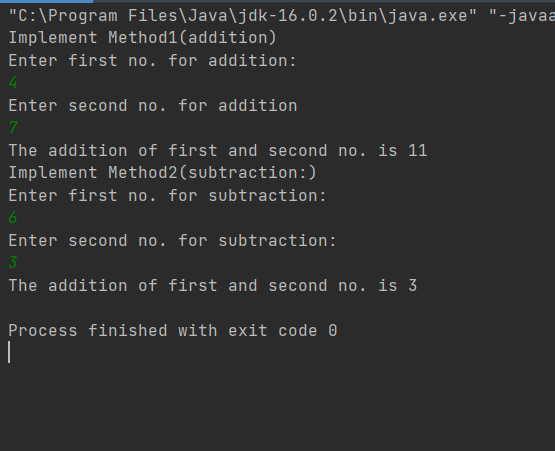 "C:\Program Files\Java\jdk-16.0.2\bin\java.exe" "-javaa
Implement Method1(addition)
Enter first no. for addition:
4
Enter second no. for addition
7
The addition of first and second no. is 11
Implement Method2(subtraction:)
Enter first no. for subtraction:
6
Enter second no. for subtraction:
3
The addition of first and second no. is 3
Process finished with exit code 0